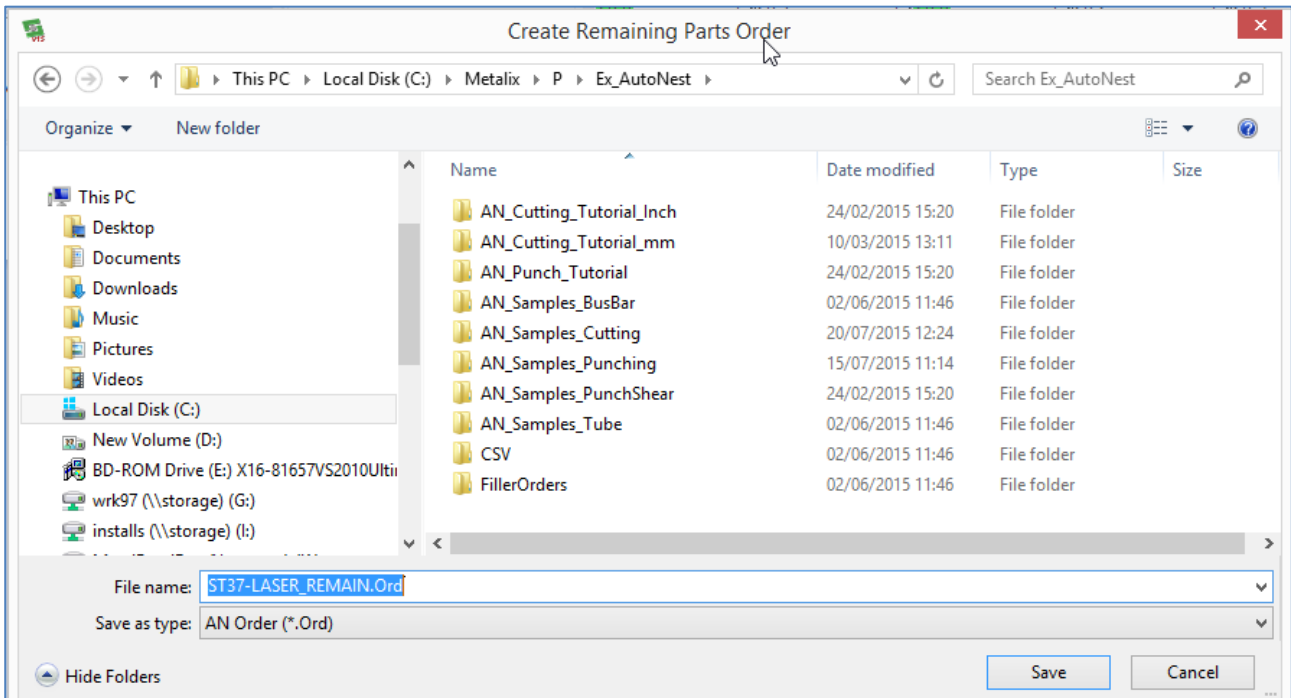 Create Remaining Parts Order
This PC Local Disk (C:) Metalix P Ex_AutoNest
Search Ex_AutoNest
Organize
New folder
This PC
Desktop
Documents
Downloads
Music
Pictures
Videos
Local Disk (C:)
New Volume (D:)
BD-ROM Drive (E:) X16-81657VS2010Ulti
wrk97 (\\storage) (G:)
installs (\\storage) (I:)
Name Date modified Type Size
AN_Cutting_Tutorial_Inch 24/02/2015 15:20 File folder
AN_Cutting_Tutorial_mm 10/03/2015 13:11 File folder
AN_Punch_Tutorial 24/02/2015 15:20 File folder
AN_Samples_BusBar 02/06/2015 11:46 File folder
AN_Samples_Cutting 20/07/2015 12:24 File folder
AN_Samples_Punching 15/07/2015 11:14 File folder
AN_Samples_PunchShear 24/02/2015 15:20 File folder
AN_Samples_Tube 02/06/2015 11:46 File folder
CSV 02/06/2015 11:46 File folder
FillerOrders 02/06/2015 11:46 File folder
File name: ST37-LASER_REMAIN.Ord
Save as type: AN Order (*.Ord)
Hide Folders
Save
Cancel